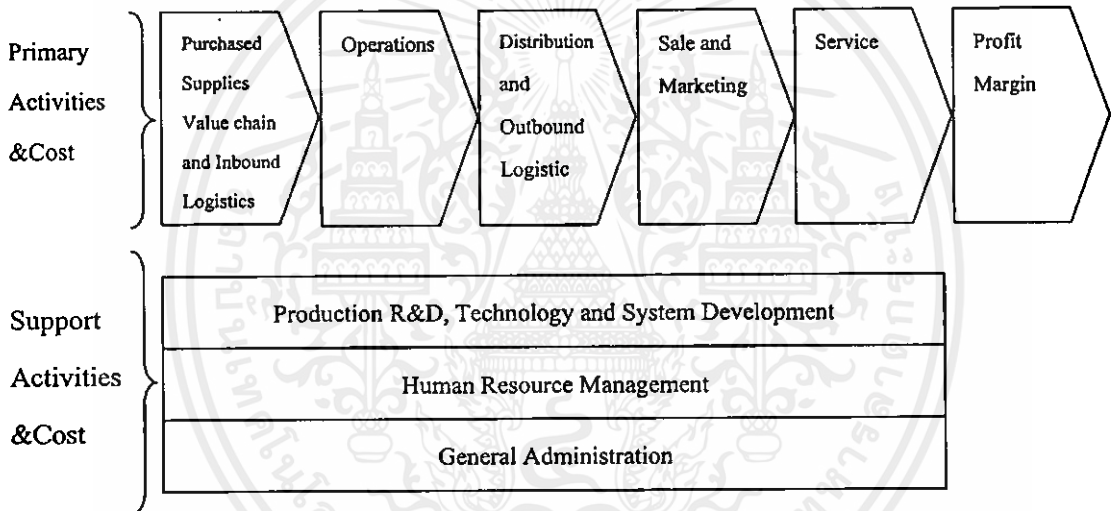 Primary
Activities
&Cost
Purchased
Supplies
Value chain
and Inbound
Logistics
Operations
Distribution
and
Outbound
Logistic
Sale and
Marketing
Service
Profit
Margin
Support
Activities
&Cost
Production R&D, Technology and System Development
Human Resource Management
General Administration